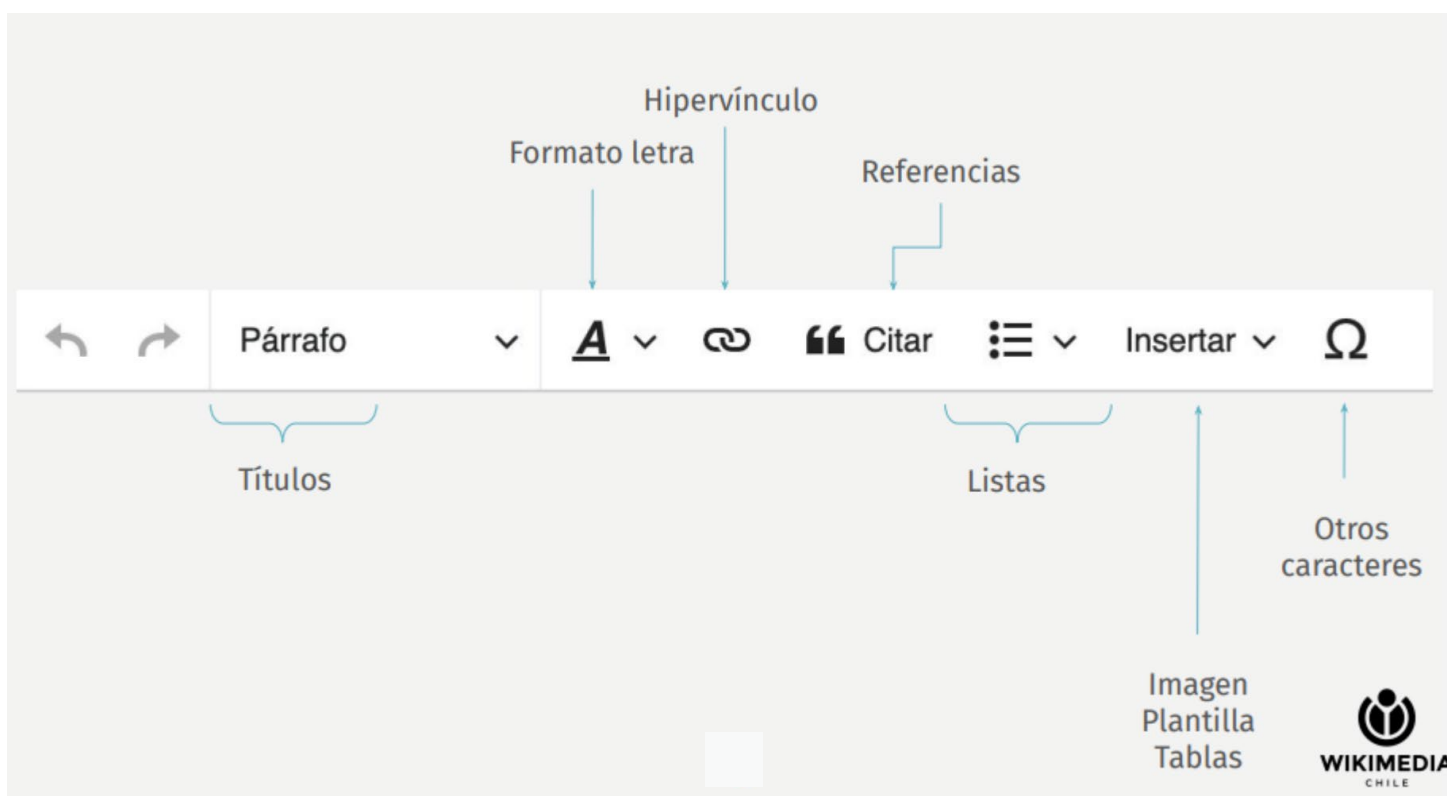 Hipervínculo
Formato letra
Referencias
Párrafo
A
Citar
Insertar
Ω
Títulos
Listas
Otros
caracteres
Imagen
Plantilla
Tablas
WIKIMEDIA
CHILE